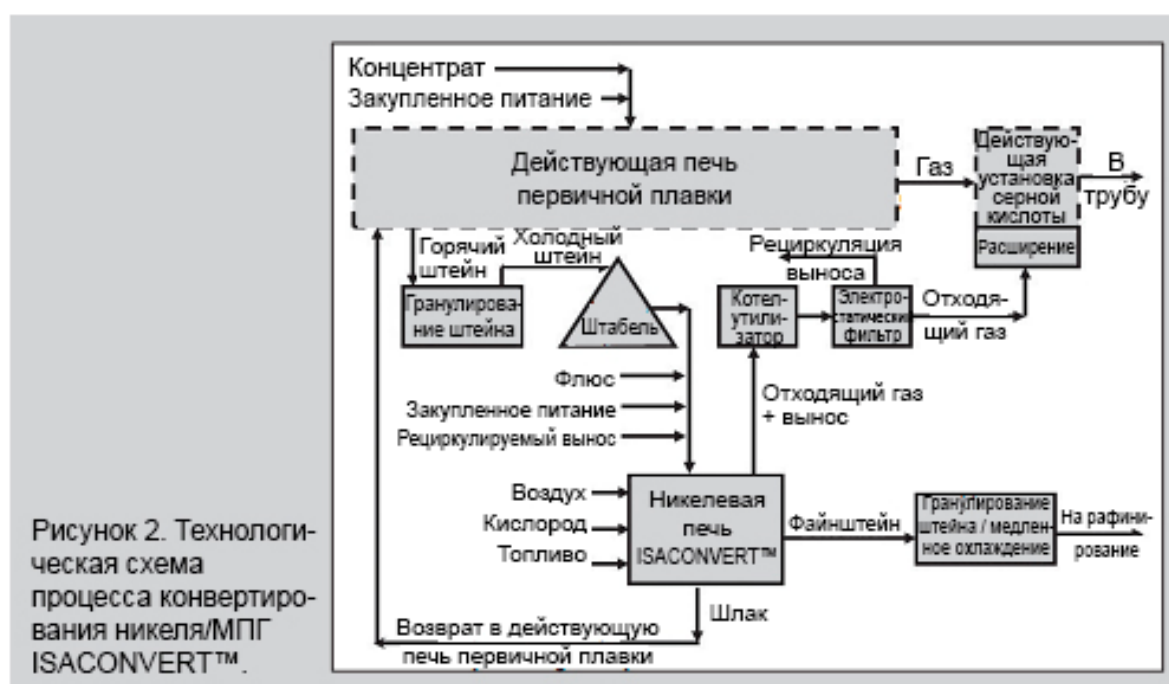 Концентрат
Закупленное питание
Действующая печь
первичной плавки
Газ
Действую-
щая
установка
серной
кислоты
Расширение
В
трубу
Горячий
штейн
Холодный
штейн
Гранулирова-
ние штейна
Штабель
Рециркуляция
выноса
Котел-
утили-
затор
Электро-
статический
фильтр
Отходя-
щий газ
Флюс
Закупленное питание
Рециркулируемый вынос
Отходящий газ
+ вынос
Воздух
Кислород
Топливо
Никелевая
печь
ISACONVERT™
Файнштейн
Гранулирование
штейна / медлен-
ное охлаждение
На рафини-
рование
Шлак
Возврат в действующую
печь первичной плавки
Рисунок 2. Технологи-
ческая схема
процесса конвертиро-
вания никеля/МПГ
ISACONVERT™.